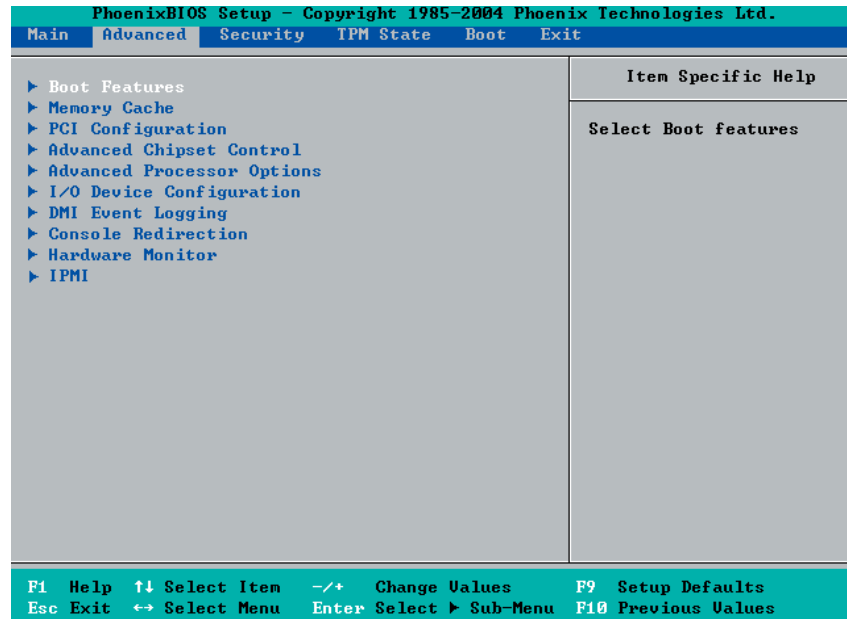 PhoenixBIOS Setup - Copyright 1985-2004 Phoenix Technologies Ltd.
Main Advanced Security TPM State Boot Exit
Boot Features
Memory Cache
PCI Configuration
Advanced Chipset Control
Advanced Processor Options
I/O Device Configuration
DMI Event Logging
Console Redirection
Hardware Monitor
IPMI
Item Specific Help
Select Boot features
F1 Help ↑↓ Select Item -/+ Change Values F9 Setup Defaults
Esc Exit ↔ Select Menu Enter Select ▶ Sub-Menu F10 Previous Values